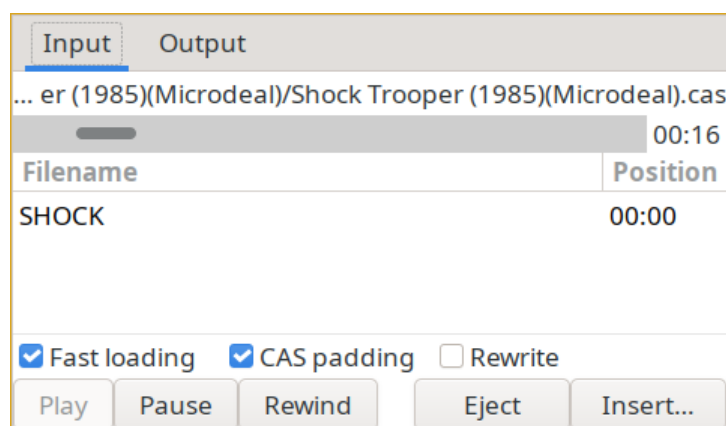 Input Output
... er (1985)(Microdeal)/Shock Trooper (1985)(Microdeal).cas
00:16
Filename Position
SHOCK 00:00
Fast loading CAS padding Rewrite
Play Pause Rewind Eject Insert...